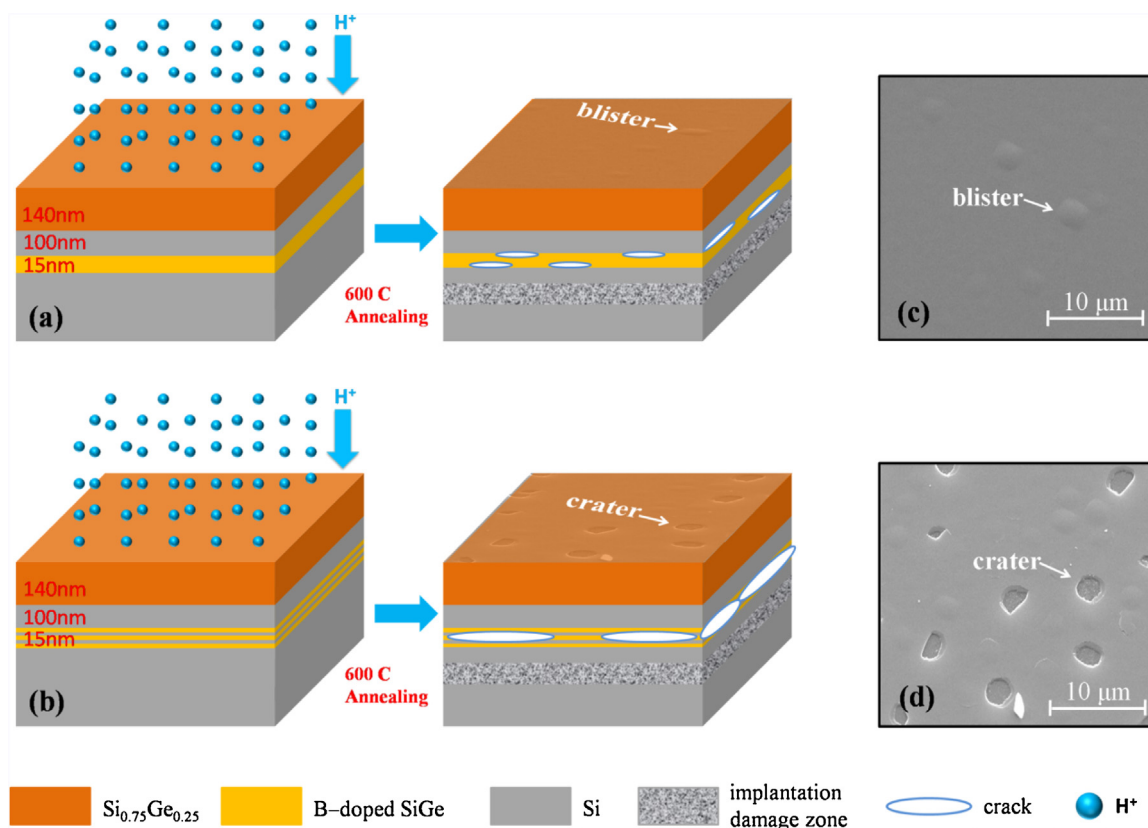 H⁺
blister
140nm
100nm
15nm
600 C
Annealing
(a)
blister
10 μm
(c)
H⁺
crater
140nm
100nm
15nm
600 C
Annealing
(b)
crater
10 μm
(d)
Si₀.₇₅Ge₀.₂₅
B–doped SiGe
Si
implantation
damage zone
crack
H⁺